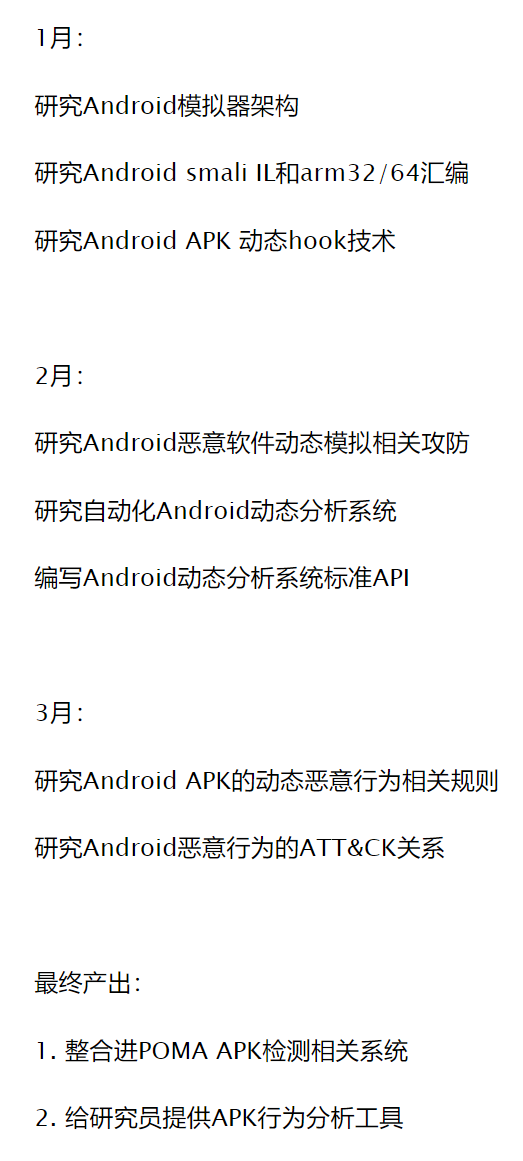 1月：
研究Android模拟器架构
研究Android smali IL和arm32/64汇编
研究Android APK 动态hook技术
2月：
研究Android恶意软件动态模拟相关攻防
研究自动化Android动态分析系统
编写Android动态分析系统标准API
3月：
研究Android APK的动态恶意行为相关规则
研究Android恶意行为的ATT&CK关系
最终产出：
1. 整合进POMA APK检测相关系统
2. 给研究员提供APK行为分析工具